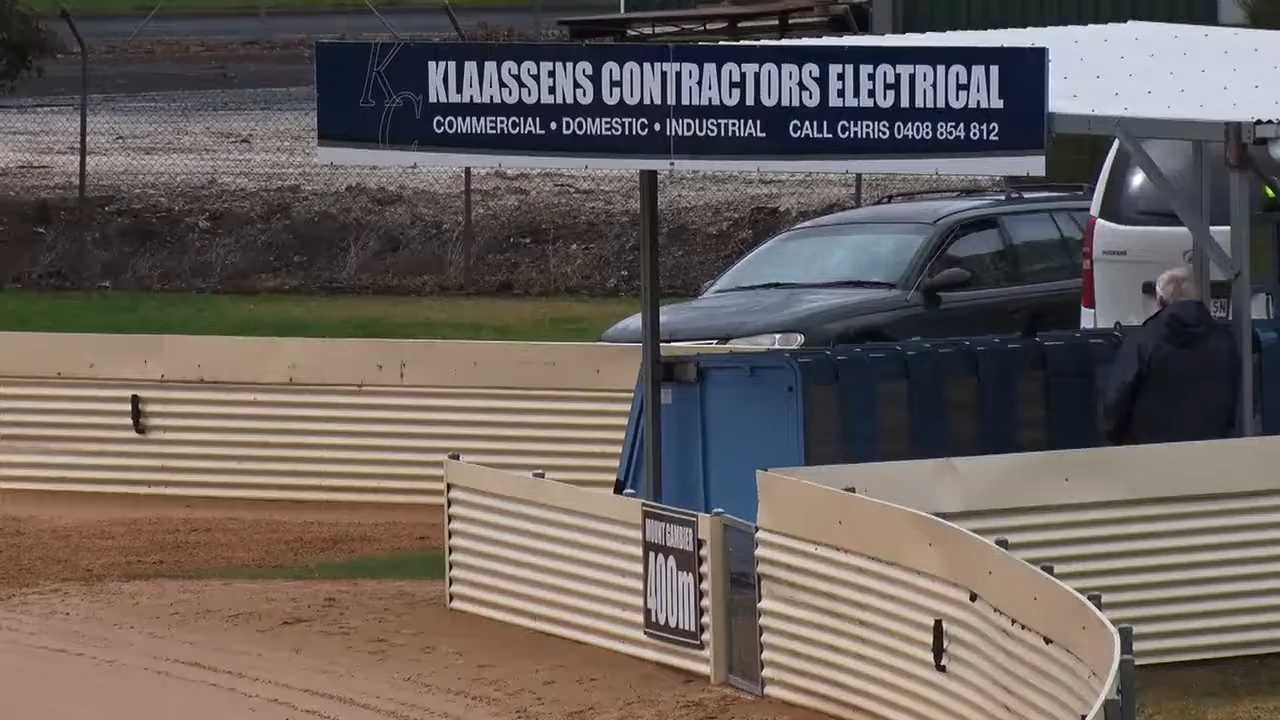 KLAASSENS CONTRACTORS ELECTRICAL
COMMERCIAL • DOMESTIC • INDUSTRIAL CALL CHRIS 0408 854 812
MOUNT GAMBIER
400m